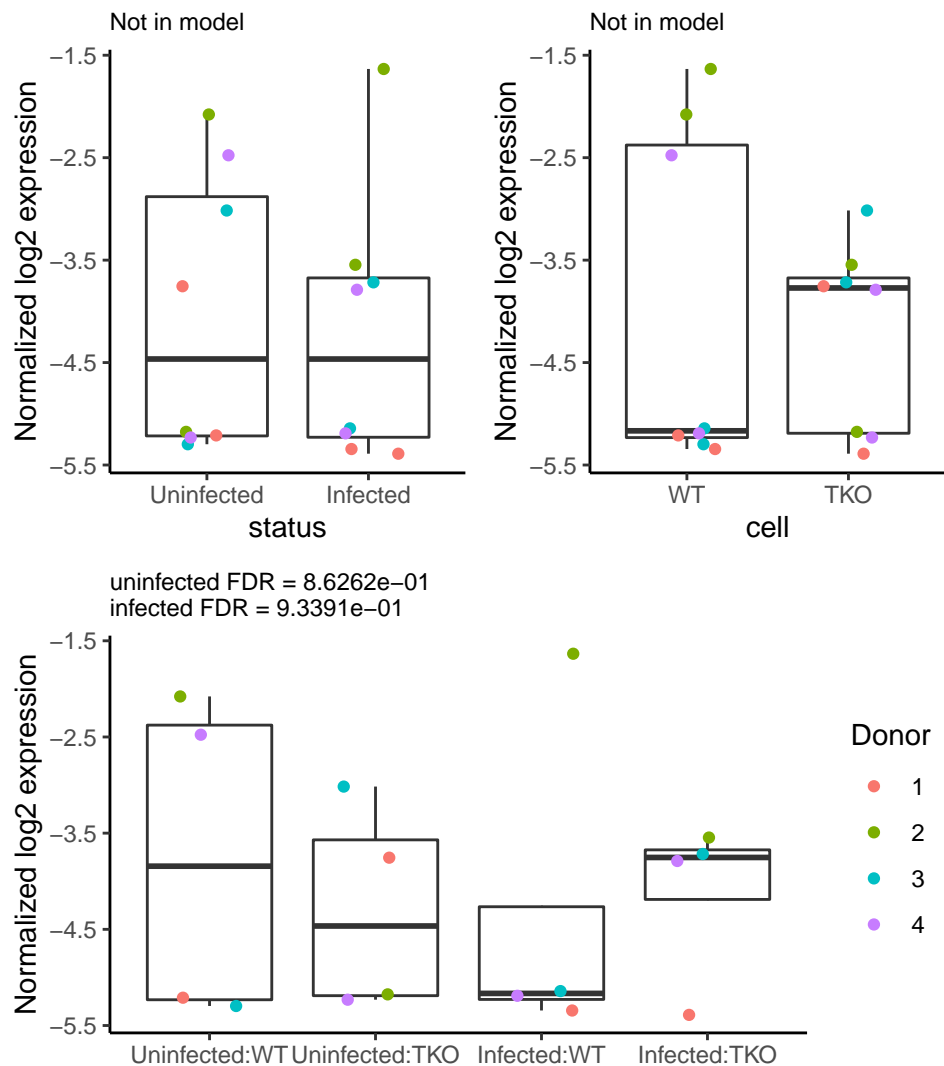 Not in model
Normalized log2 expression
−1.5
−2.5
−3.5
−4.5
−5.5
Uninfected Infected
status
Not in model
Normalized log2 expression
−1.5
−2.5
−3.5
−4.5
−5.5
WT TKO
cell
uninfected FDR = 8.6262e−01
infected FDR = 9.3391e−01
Normalized log2 expression
−1.5
−2.5
−3.5
−4.5
−5.5
Uninfected:WT Uninfected:TKO Infected:WT Infected:TKO
Donor
1
2
3
4